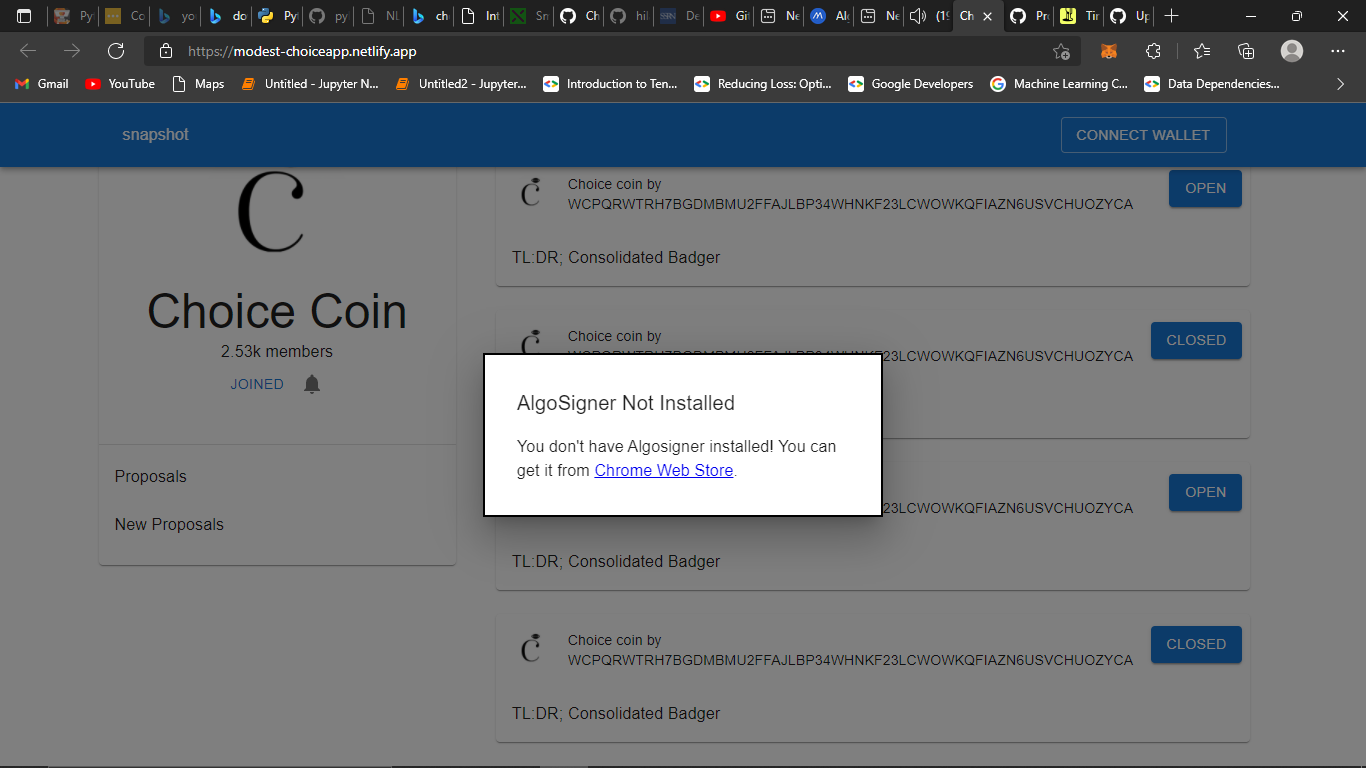 Py
Co
yo
do
Py
py
NL
ch
Int
Sn
Ch
hi
De
Gi
Ne
Al
Ne
(19
Ch
Pr
Tir
Up
https://modest-choiceapp.netlify.app
Gmail
YouTube
Maps
Untitled - Jupyter N...
Untitled2 - Jupyter...
Introduction to Ten...
Reducing Loss: Opti...
Google Developers
Machine Learning C...
Data Dependencies...
snapshot
CONNECT WALLET
Choice Coin
2.53k members
JOINED
Proposals
New Proposals
Choice coin by
WCPQRWTRH7BGDMBMU2FFAJLBP34WHNKF23LCWOWKQFIAZN6USVCHUOZYCA
OPEN
TL:DR; Consolidated Badger
Choice coin by
23LCWOWKQFIAZN6USVCHUOZYCA
CLOSED
AlgoSigner Not Installed
You don't have Algosigner installed! You can
get it from Chrome Web Store.
OPEN
23LCWOWKQFIAZN6USVCHUOZYCA
TL:DR; Consolidated Badger
Choice coin by
WCPQRWTRH7BGDMBMU2FFAJLBP34WHNKF23LCWOWKQFIAZN6USVCHUOZYCA
CLOSED
TL:DR; Consolidated Badger